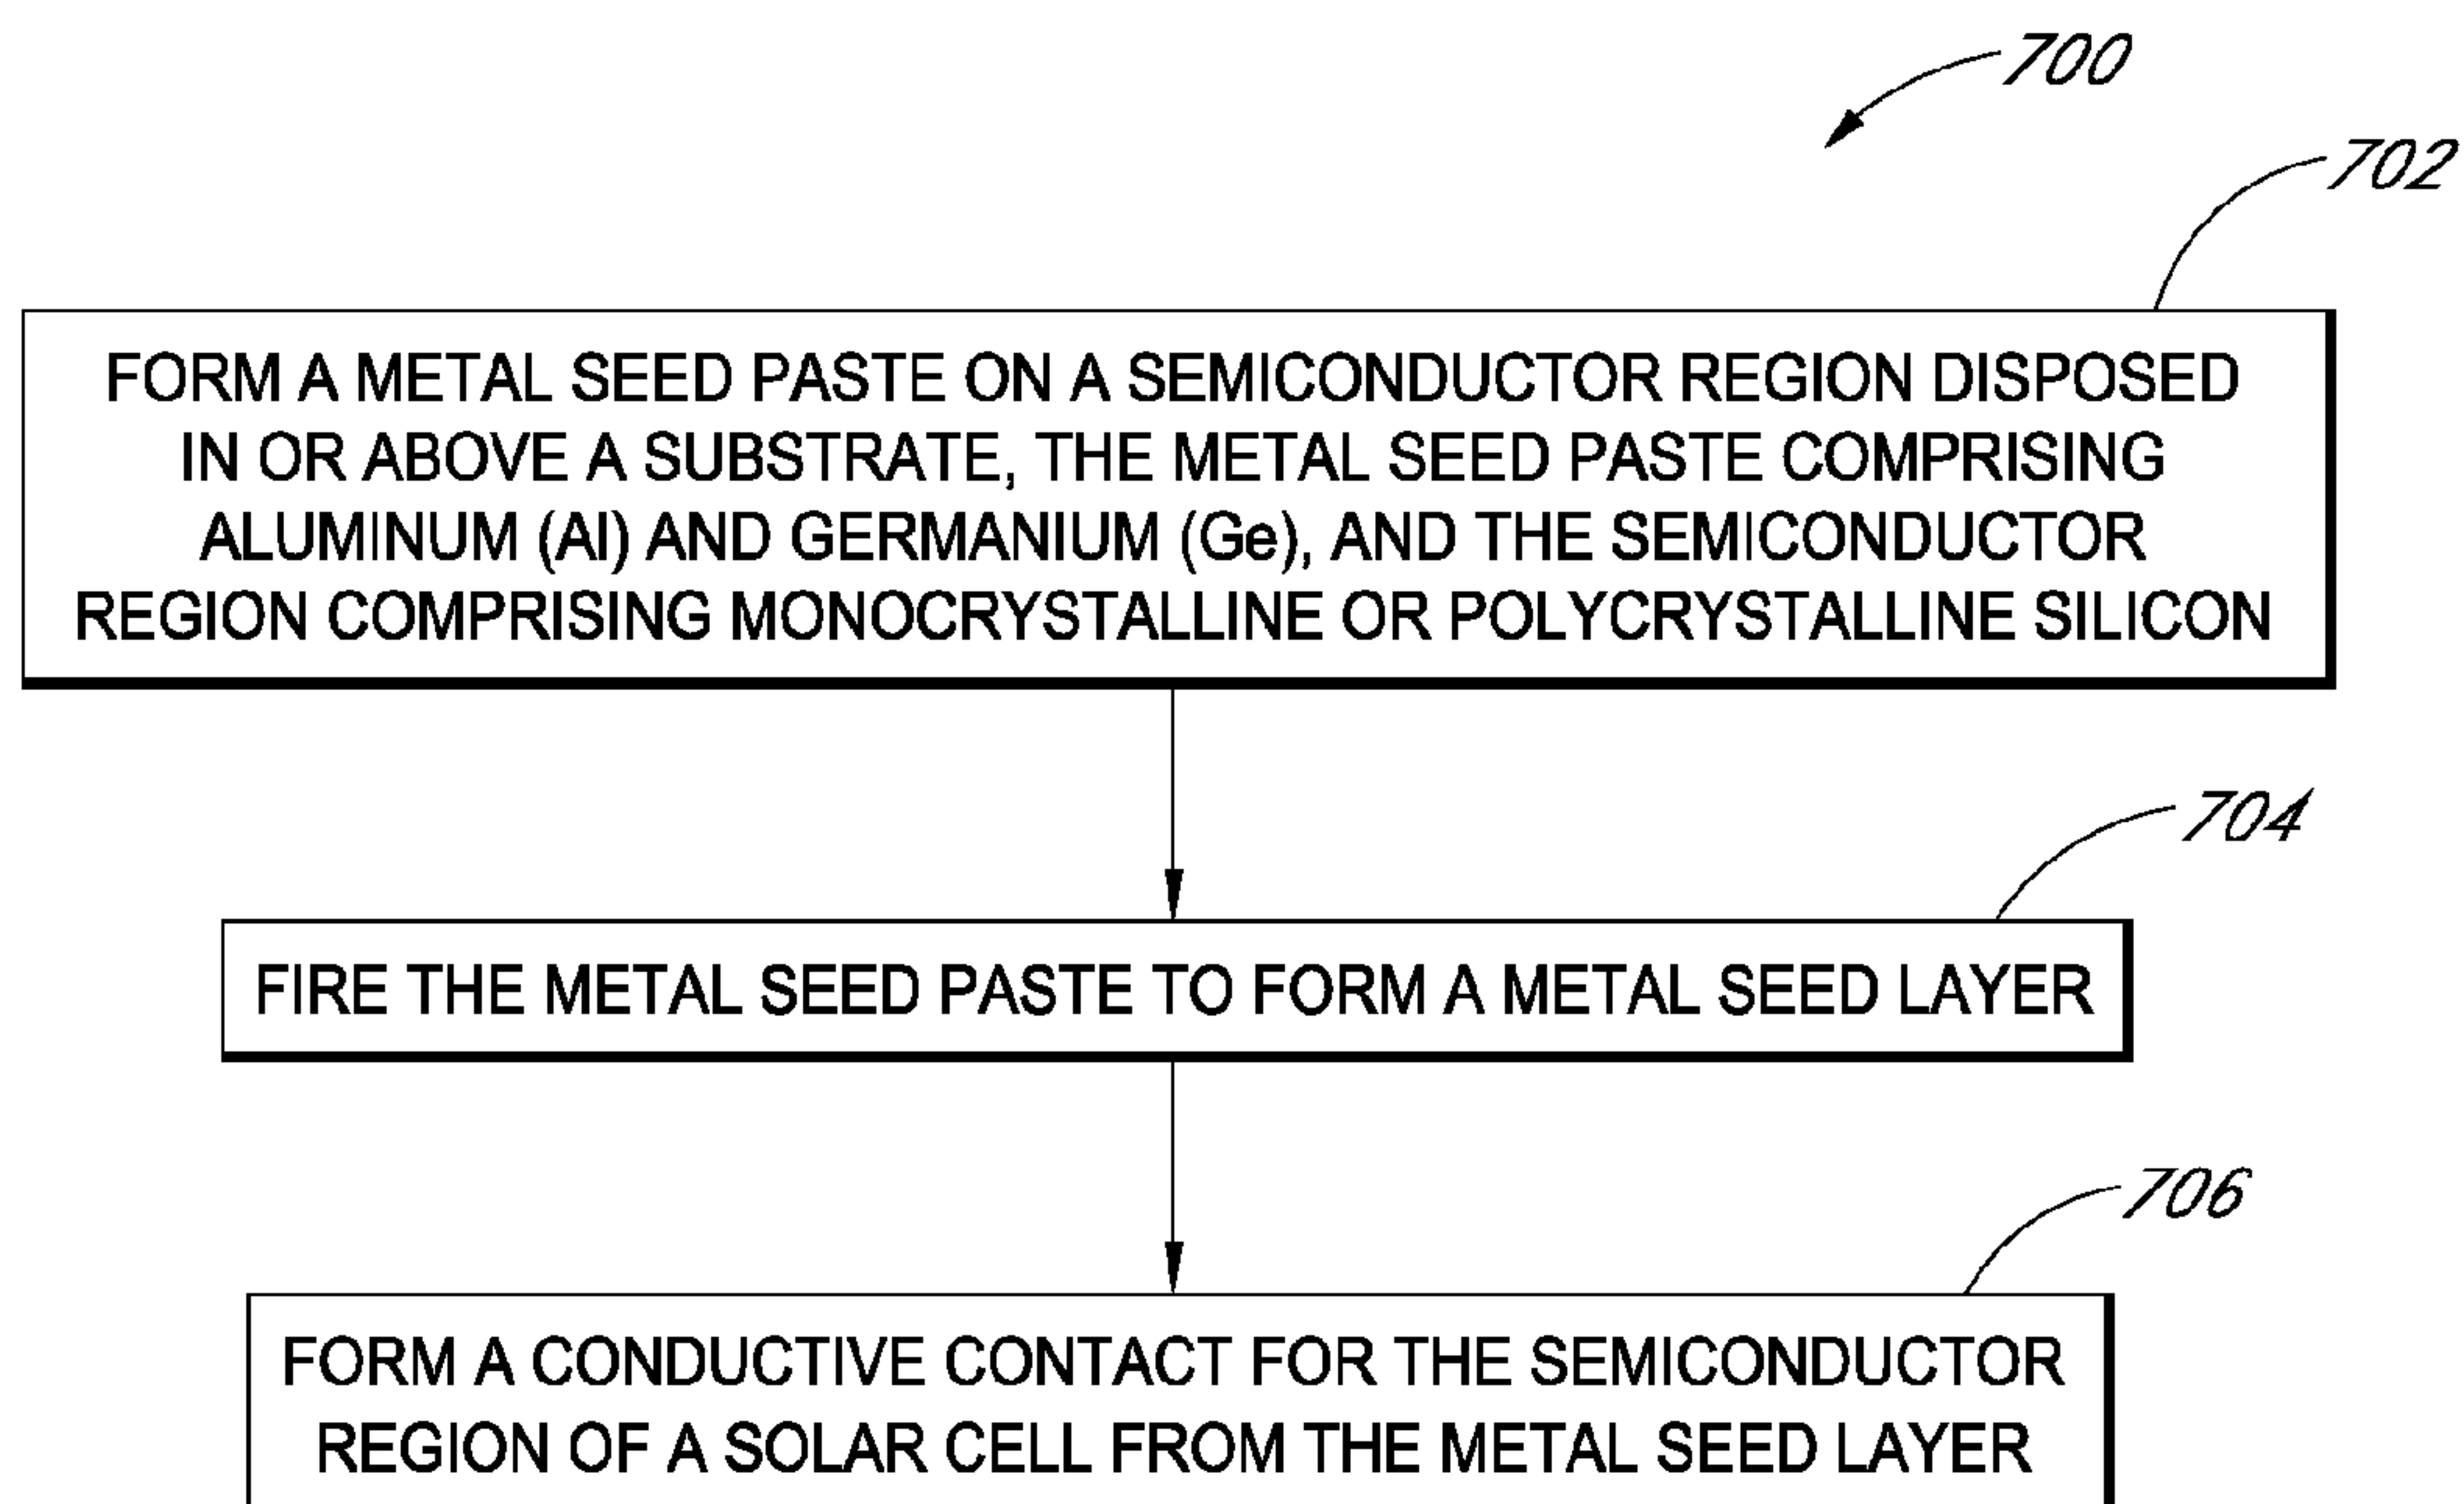 700
702
FORM A METAL SEED PASTE ON A SEMICONDUCTOR REGION DISPOSED
IN OR ABOVE A SUBSTRATE, THE METAL SEED PASTE COMPRISING
ALUMINUM (Al) AND GERMANIUM (Ge), AND THE SEMICONDUCTOR
REGION COMPRISING MONOCRYSTALLINE OR POLYCRYSTALLINE SILICON
704
FIRE THE METAL SEED PASTE TO FORM A METAL SEED LAYER
706
FORM A CONDUCTIVE CONTACT FOR THE SEMICONDUCTOR
REGION OF A SOLAR CELL FROM THE METAL SEED LAYER